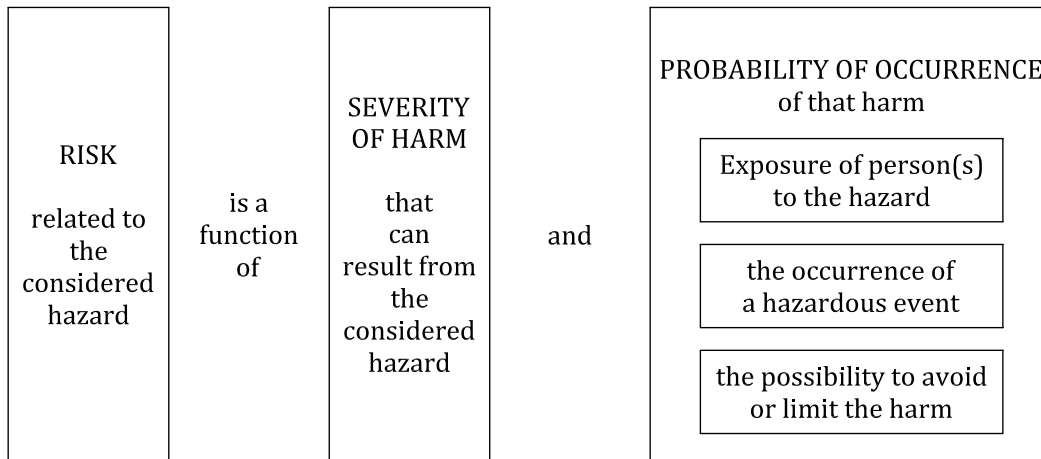 RISK
related to
the
considered
hazard
is a
function
of
SEVERITY
OF HARM
that
can
result from
the
considered
hazard
and
PROBABILITY OF OCCURRENCE
of that harm
Exposure of person(s)
to the hazard
the occurrence of
a hazardous event
the possibility to avoid
or limit the harm